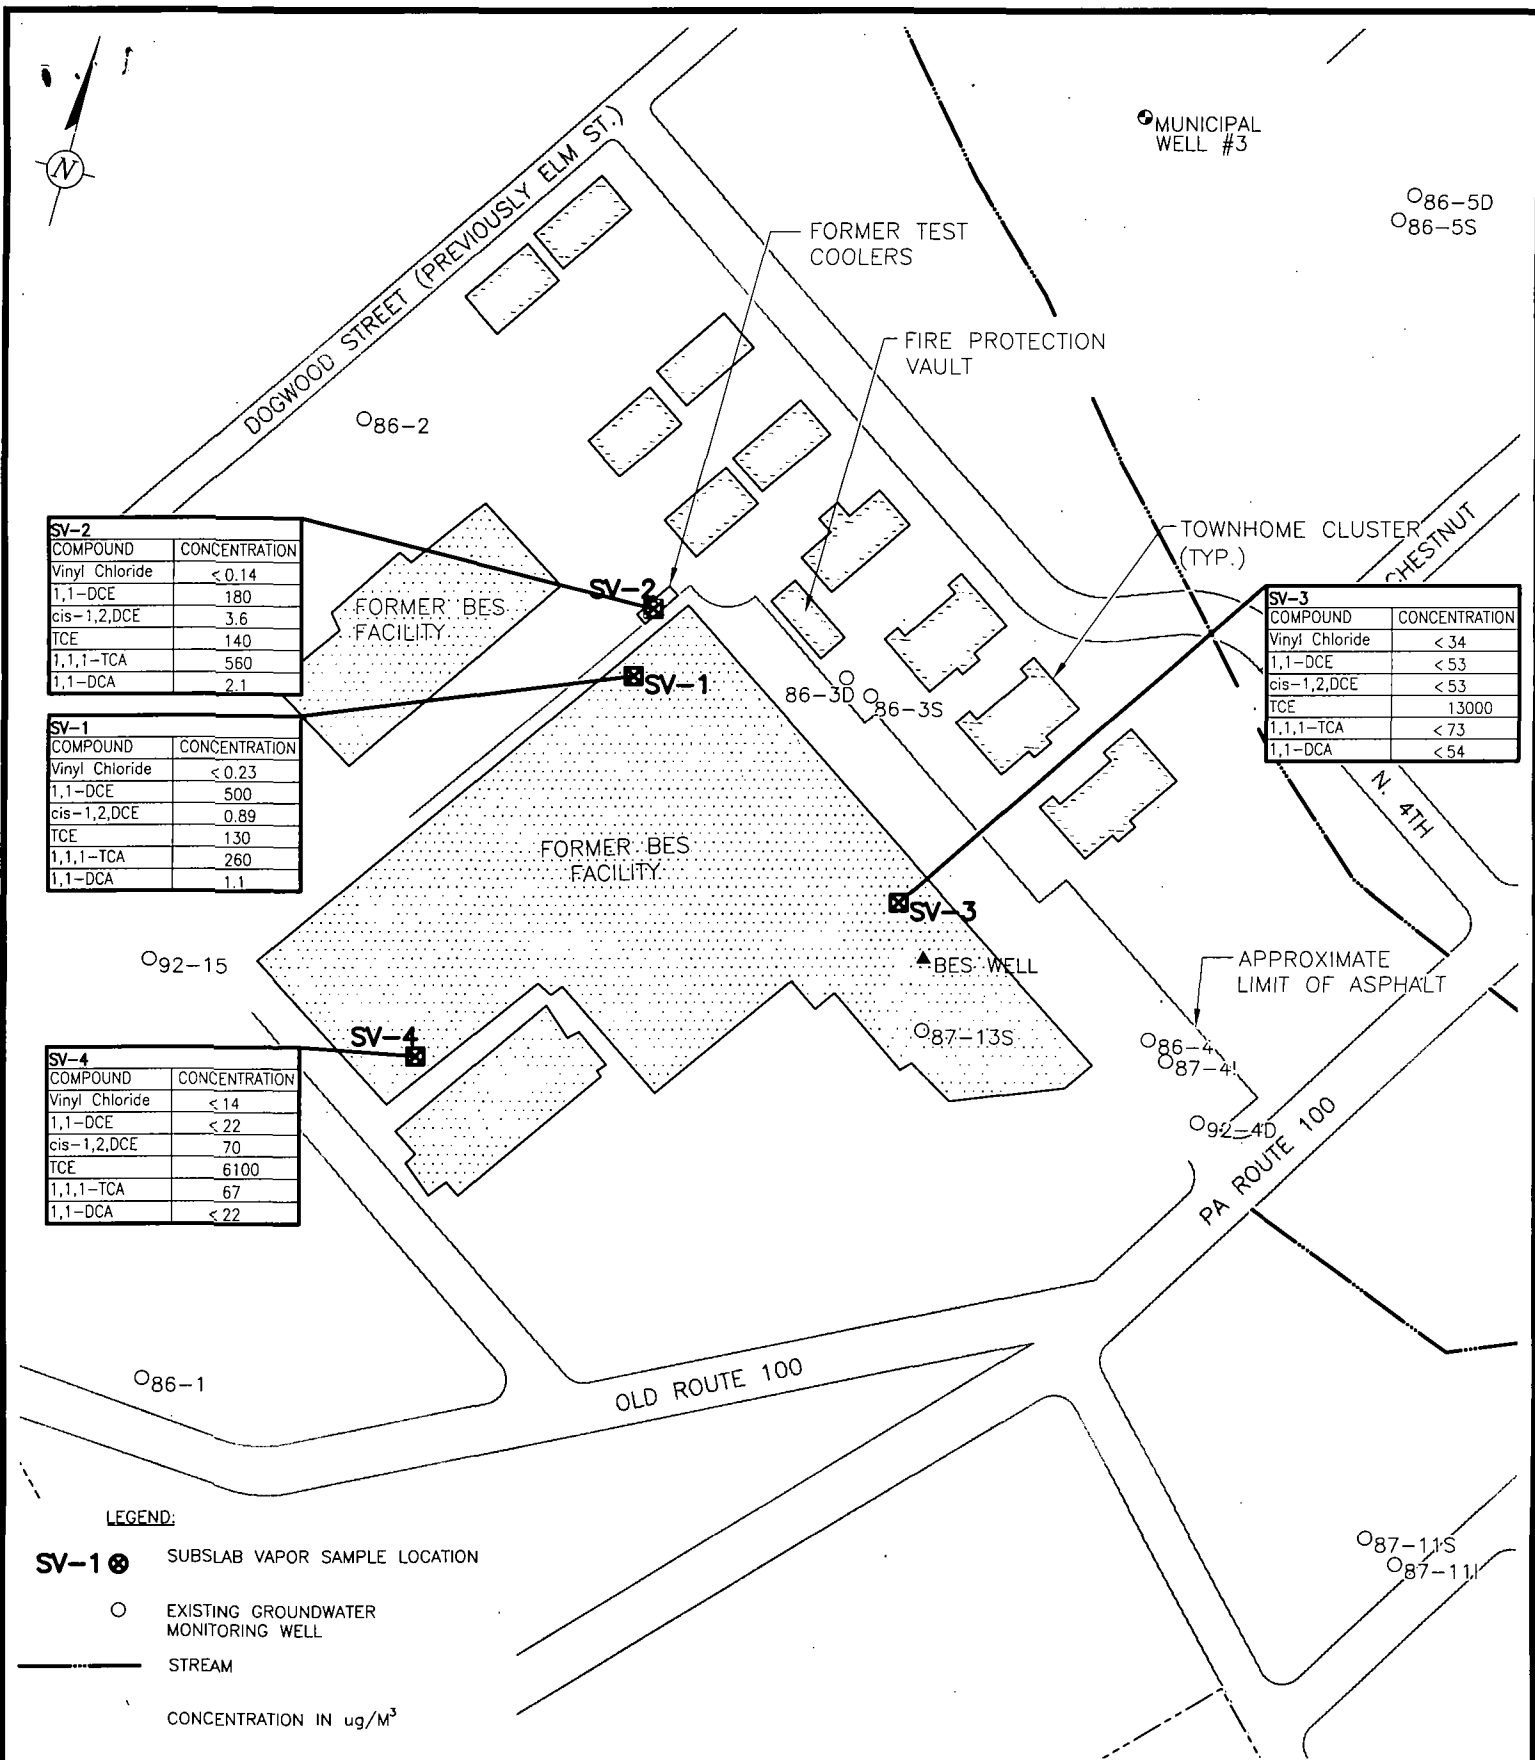 N
DOGWOOD STREET (PREVIOUSLY ELM ST.)
MUNICIPAL
WELL #3
86-5D
86-5S
FORMER TEST
COOLERS
FIRE PROTECTION
VAULT
86-2
TOWNHOME CLUSTER
(TYP.)
CHESTNUT
SV-2
COMPOUND CONCENTRATION
Vinyl Chloride <0.14
1,1-DCE 180
cis-1,2,DCE 3.6
TCE 140
1,1,1-TCA 560
1,1-DCA 2.1
FORMER BES
FACILITY
SV-2
SV-1
86-3D
86-3S
SV-3
COMPOUND CONCENTRATION
Vinyl Chloride <34
1,1-DCE <53
cis-1,2,DCE <53
TCE 13000
1,1,1-TCA <73
1,1-DCA <54
SV-1
COMPOUND CONCENTRATION
Vinyl Chloride <0.23
1,1-DCE 500
cis-1,2,DCE 0.89
TCE 130
1,1,1-TCA 260
1,1-DCA 1.1
N. 4TH
FORMER BES
FACILITY
SV-3
BES WELL
92-15
APPROXIMATE
LIMIT OF ASPHALT
SV-4
87-13S
86-4
87-4I
92-4D
SV-4
COMPOUND CONCENTRATION
Vinyl Chloride <14
1,1-DCE <22
cis-1,2,DCE 70
TCE 6100
1,1,1-TCA 67
1,1-DCA <22
PA ROUTE 100
86-1
OLD ROUTE 100
87-11S
87-11I
LEGEND:
SV-1 SUBSLAB VAPOR SAMPLE LOCATION
EXISTING GROUNDWATER
MONITORING WELL
STREAM
CONCENTRATION IN ug/M³